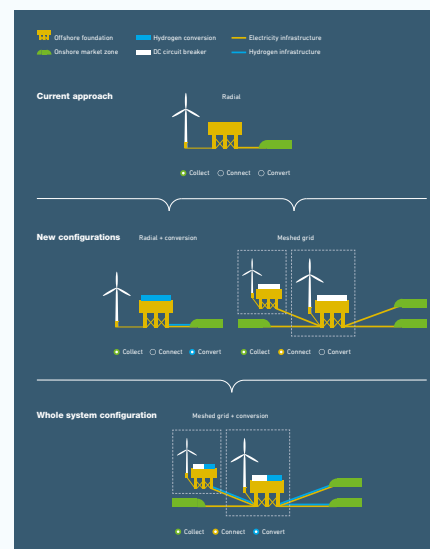 Offshore foundation
Hydrogen conversion
Electricity infrastructure
Onshore market zone
DC circuit breaker
Hydrogen infrastructure
Current approach
Radial
Collect Connect Convert
New configurations
Radial + conversion
Meshed grid
Collect Connect Convert
Collect Connect Convert
Whole system configuration
Meshed grid + conversion
Collect Connect Convert